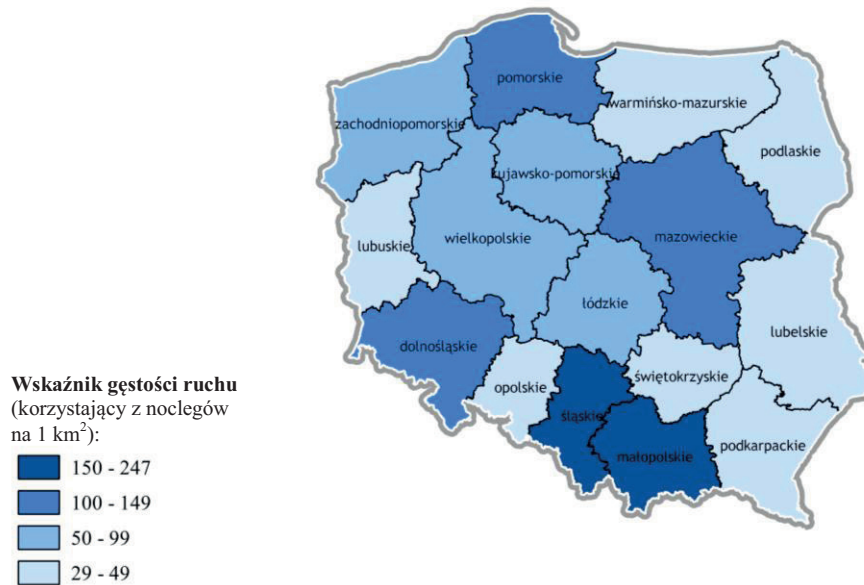 pomorskie
warmińsko-mazurskie
zachodniopomorskie
podlaskie
kujawsko-pomorskie
wielkopolskie
mazowieckie
lubuskie
łódzkie
lubelskie
dolnośląskie
świętokrzyskie
opolskie
śląskie
podkarpackie
małopolskie
Wskaźnik gęstości ruchu
(korzystający z noclegów
na 1 km²):
150 - 247
100 - 149
50 - 99
29 - 49